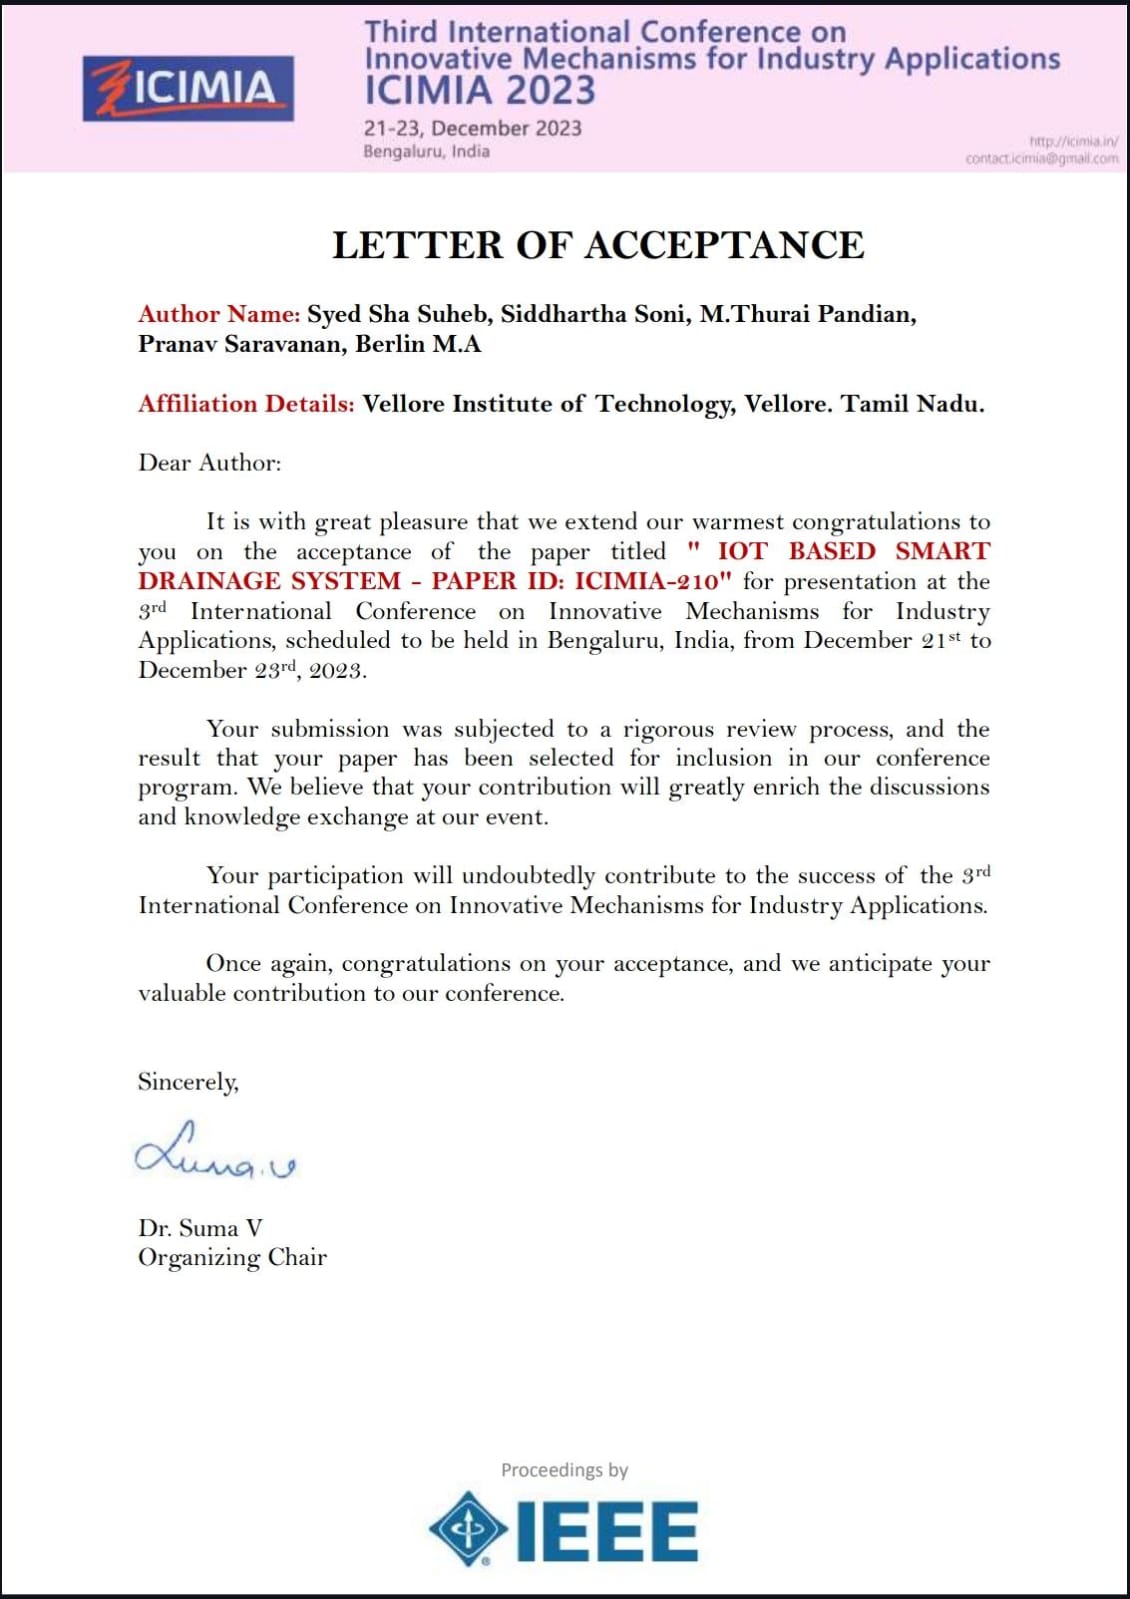 ICIMIA
Third International Conference on
Innovative Mechanisms for Industry Applications
ICIMIA 2023
21-23, December 2023
Bengaluru, India
http://icimia.in/
contact.icimia@gmail.com
LETTER OF ACCEPTANCE
Author Name: Syed Sha Suheb, Siddhartha Soni, M.Thurai Pandian,
Pranav Saravanan, Berlin M.A
Affiliation Details: Vellore Institute of Technology, Vellore. Tamil Nadu.
Dear Author:
It is with great pleasure that we extend our warmest congratulations to
you on the acceptance of the paper titled " IOT BASED SMART
DRAINAGE SYSTEM - PAPER ID: ICIMIA-210" for presentation at the
3rd International Conference on Innovative Mechanisms for Industry
Applications, scheduled to be held in Bengaluru, India, from December 21st to
December 23rd, 2023.
Your submission was subjected to a rigorous review process, and the
result that your paper has been selected for inclusion in our conference
program. We believe that your contribution will greatly enrich the discussions
and knowledge exchange at our event.
Your participation will undoubtedly contribute to the success of the 3rd
International Conference on Innovative Mechanisms for Industry Applications.
Once again, congratulations on your acceptance, and we anticipate your
valuable contribution to our conference.
Sincerely,
Suma.v
Dr. Suma V
Organizing Chair
Proceedings by
IEEE